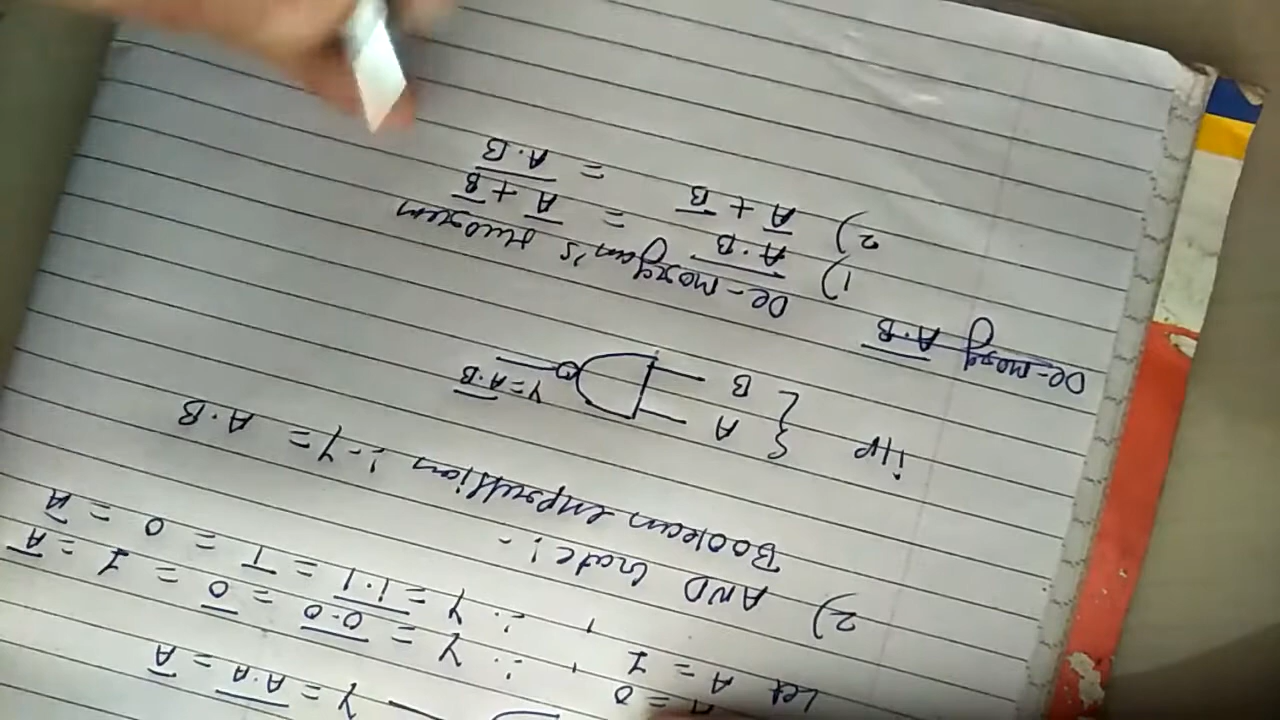 Y = A̅·̅A̅ = A̅
A = 0 , ∴ Y = 0̅·̅0̅ = 0̅ = 1 = A̅
Let A = 1 , ∴ Y = 1̅·̅1̅ = 1̅ = 0 = A̅
2) AND Gate :-
Boolean expression :- Y = A·B
i/p { A
B
Y = A̅·̅B̅
De-morg A̅·̅B̅
De-morgan's theorem
1) A̅·̅B̅ = A̅ + B̅
2) A̅ + B̅ = A̅·̅B̅